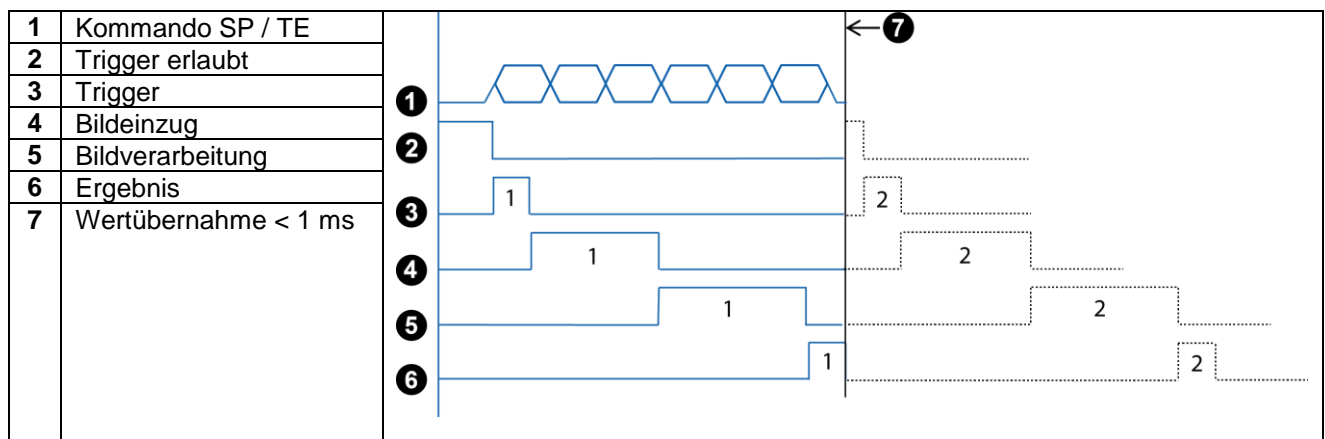 1 Kommando SP / TE
2 Trigger erlaubt
3 Trigger
4 Bildeinzug
5 Bildverarbeitung
6 Ergebnis
7 Wertübernahme < 1 ms
7
1
2
3 1 2
4 1 2
5 1 2
6 1 2